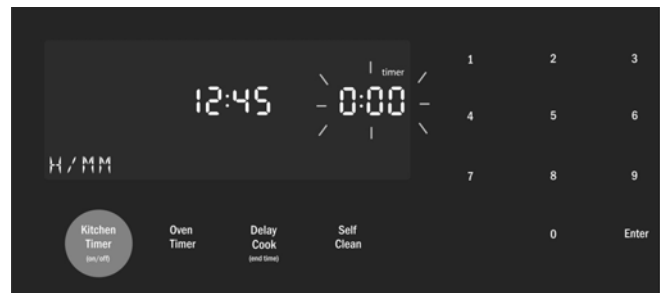 timer
12:45
0:00
H/MM
1 2 3
4 5 6
7 8 9
0 Enter
Kitchen
Timer
(on/off)
Oven
Timer
Delay
Cook
(end time)
Self
Clean